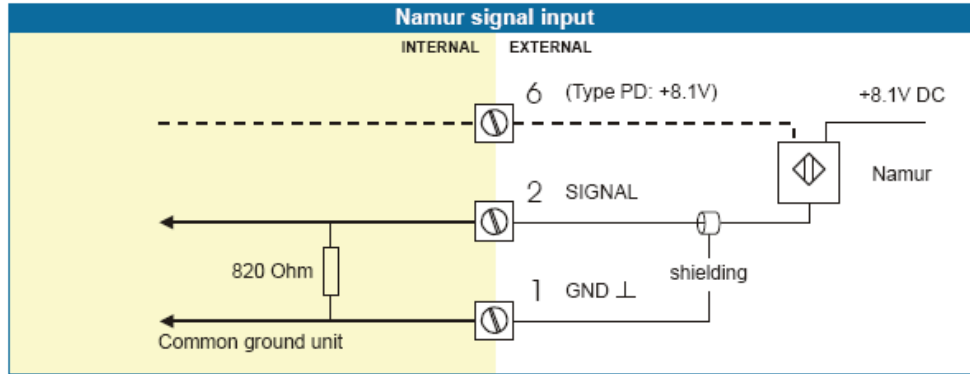 Namur signal input
INTERNAL EXTERNAL
6 (Type PD: +8.1V) +8.1V DC
Namur
2 SIGNAL
820 Ohm
shielding
1 GND ⊥
Common ground unit